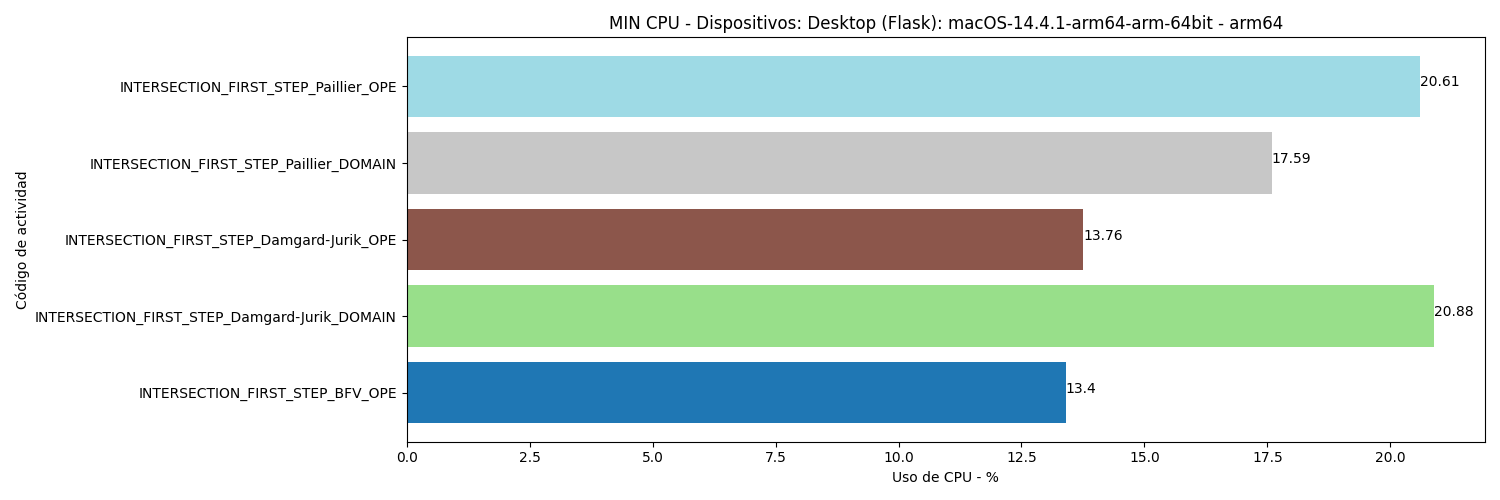 MIN CPU - Dispositivos: Desktop (Flask): macOS-14.4.1-arm64-arm-64bit - arm64
Código de actividad
INTERSECTION_FIRST_STEP_Paillier_OPE
20.61
INTERSECTION_FIRST_STEP_Paillier_DOMAIN
17.59
INTERSECTION_FIRST_STEP_Damgard-Jurik_OPE
13.76
INTERSECTION_FIRST_STEP_Damgard-Jurik_DOMAIN
20.88
INTERSECTION_FIRST_STEP_BFV_OPE
13.4
0.0 2.5 5.0 7.5 10.0 12.5 15.0 17.5 20.0
Uso de CPU - %